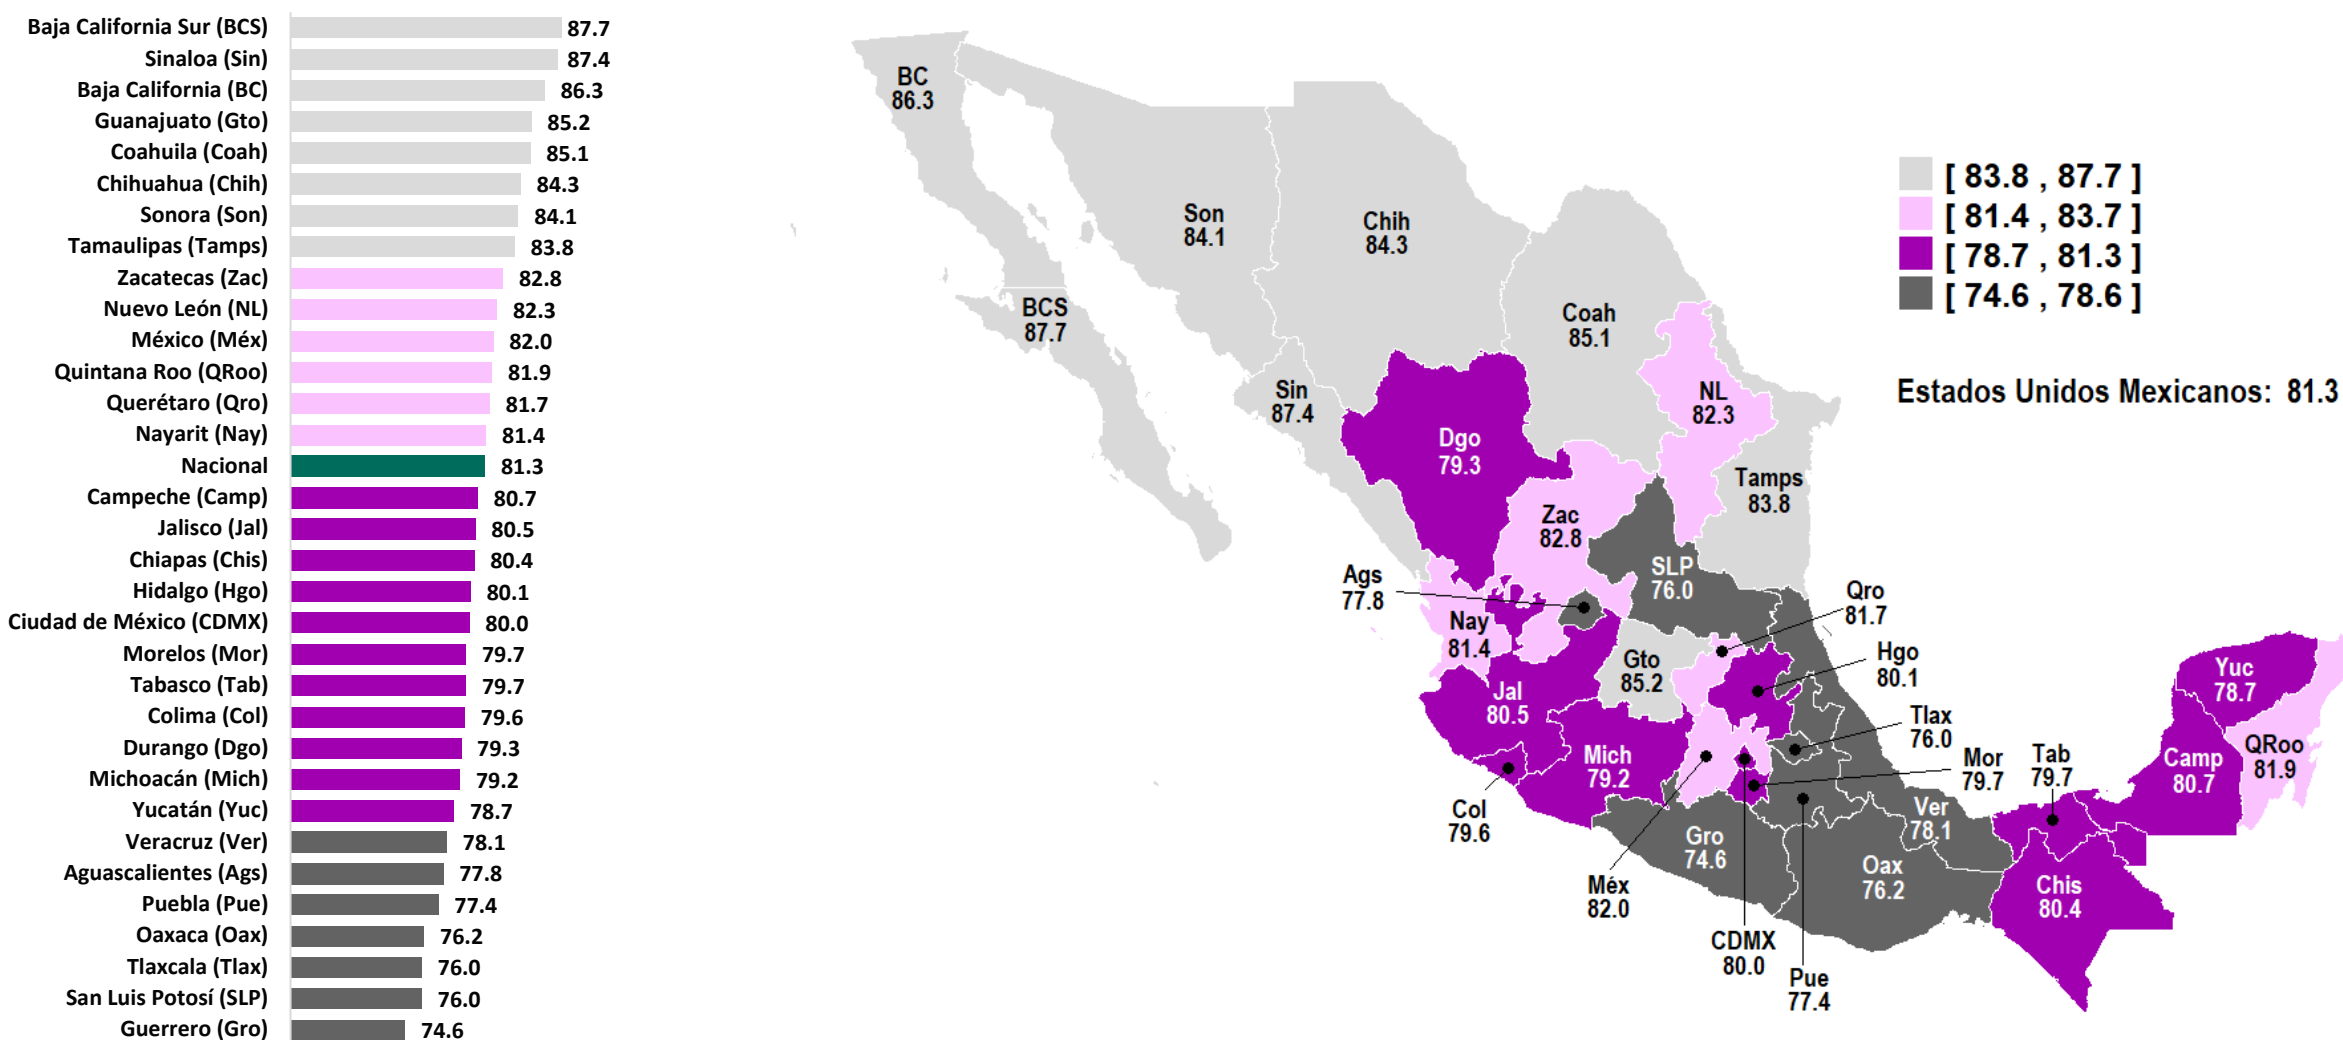 Baja California Sur (BCS) 87.7
Sinaloa (Sin) 87.4
Baja California (BC) 86.3
Guanajuato (Gto) 85.2
Coahuila (Coah) 85.1
Chihuahua (Chih) 84.3
Sonora (Son) 84.1
Tamaulipas (Tamps) 83.8
Zacatecas (Zac) 82.8
Nuevo León (NL) 82.3
México (Méx) 82.0
Quintana Roo (QRoo) 81.9
Querétaro (Qro) 81.7
Nayarit (Nay) 81.4
Nacional 81.3
Campeche (Camp) 80.7
Jalisco (Jal) 80.5
Chiapas (Chis) 80.4
Hidalgo (Hgo) 80.1
Ciudad de México (CDMX) 80.0
Morelos (Mor) 79.7
Tabasco (Tab) 79.7
Colima (Col) 79.6
Durango (Dgo) 79.3
Michoacán (Mich) 79.2
Yucatán (Yuc) 78.7
Veracruz (Ver) 78.1
Aguascalientes (Ags) 77.8
Puebla (Pue) 77.4
Oaxaca (Oax) 76.2
Tlaxcala (Tlax) 76.0
San Luis Potosí (SLP) 76.0
Guerrero (Gro) 74.6
BC
86.3
Son
84.1
Chih
84.3
BCS
87.7
Coah
85.1
Sin
87.4
NL
82.3
Dgo
79.3
Tamps
83.8
Zac
82.8
SLP
76.0
Ags
77.8
Qro
81.7
Nay
81.4
Gto
85.2
Hgo
80.1
Jal
80.5
Tlax
76.0
Mich
79.2
Mor
79.7
Tab
79.7
Yuc
78.7
QRoo
81.9
Camp
80.7
Col
79.6
Gro
74.6
Ver
78.1
Oax
76.2
Méx
82.0
Chis
80.4
CDMX
80.0
Pue
77.4
[ 83.8 , 87.7 ]
[ 81.4 , 83.7 ]
[ 78.7 , 81.3 ]
[ 74.6 , 78.6 ]
Estados Unidos Mexicanos: 81.3